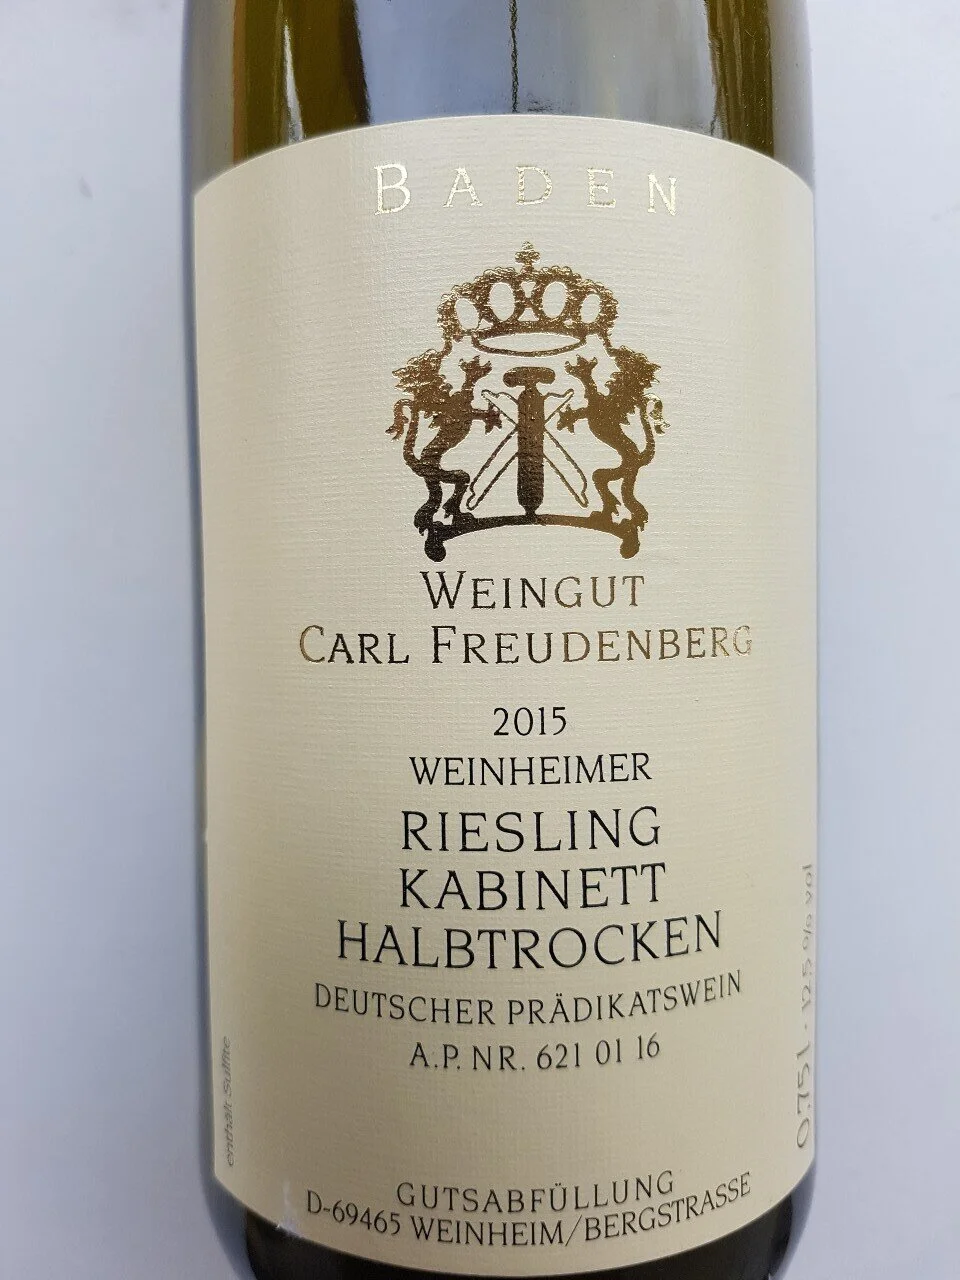 BADEN
WEINGUT
CARL FREUDENBERG
2015
WEINHEIMER
RIESLING
KABINETT
HALBTROCKEN
DEUTSCHER PRÄDIKATSWEIN
A.P. NR. 621 01 16
enthält Sulfite
0,75 l · 12,5 % vol
GUTSABFÜLLUNG
D-69465 WEINHEIM/BERGSTRASSE